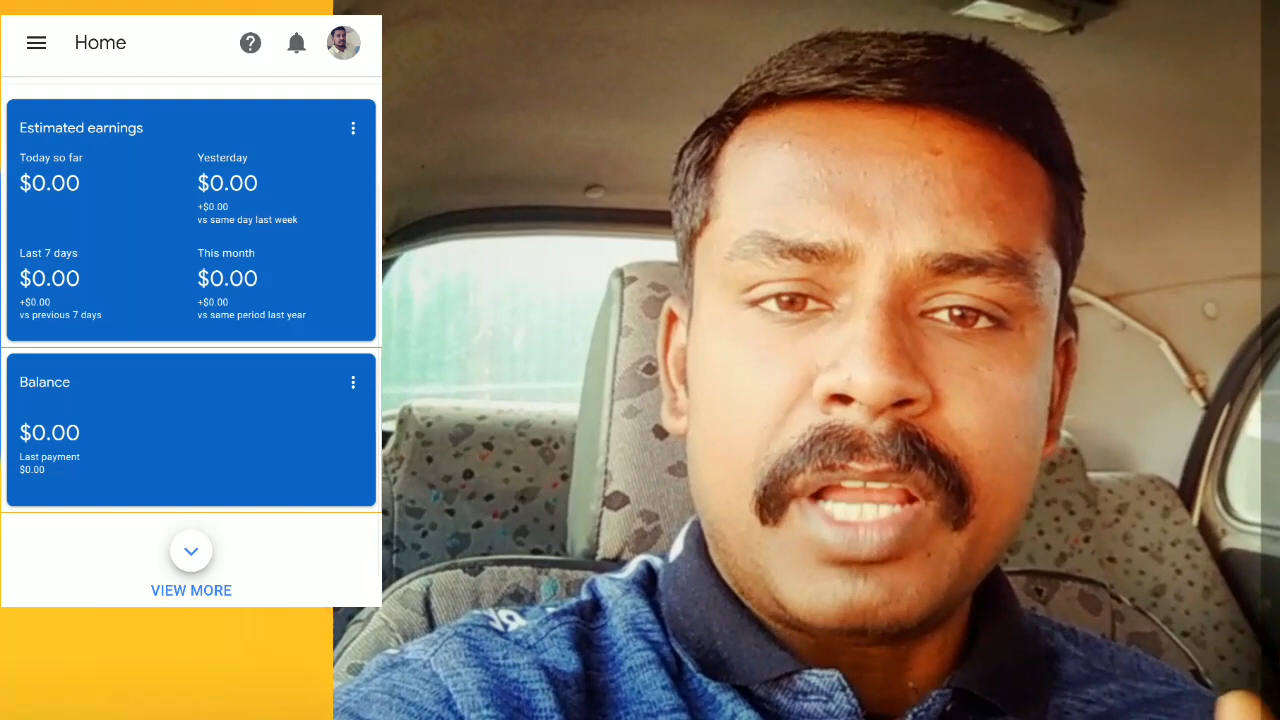 Home
Estimated earnings
Today so far
$0.00
Yesterday
$0.00
+$0.00
vs same day last week
Last 7 days
$0.00
+$0.00
vs previous 7 days
This month
$0.00
+$0.00
vs same period last year
Balance
$0.00
Last payment
$0.00
VIEW MORE